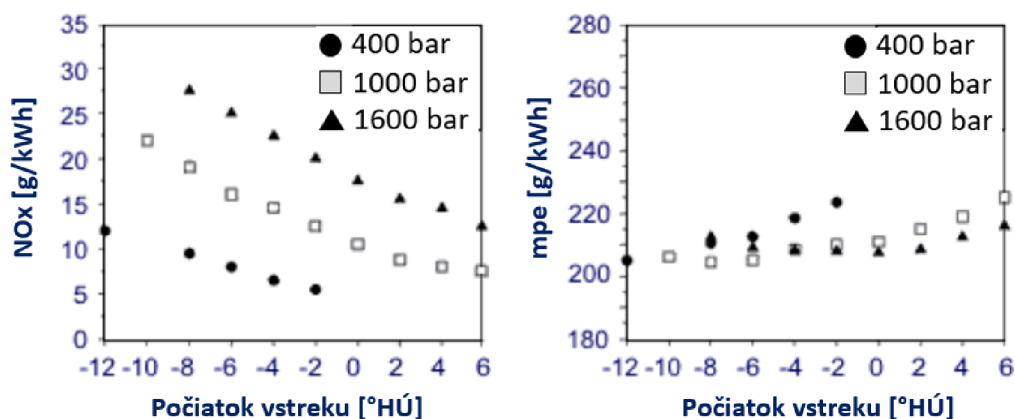 NOx [g/kWh]
35
30
25
20
15
10
5
0
400 bar
1000 bar
1600 bar
-12 -10 -8 -6 -4 -2 0 2 4 6
Počiatok vstreku [°HÚ]
mpe [g/kWh]
280
260
240
220
200
180
400 bar
1000 bar
1600 bar
-12 -10 -8 -6 -4 -2 0 2 4 6
Počiatok vstreku [°HÚ]